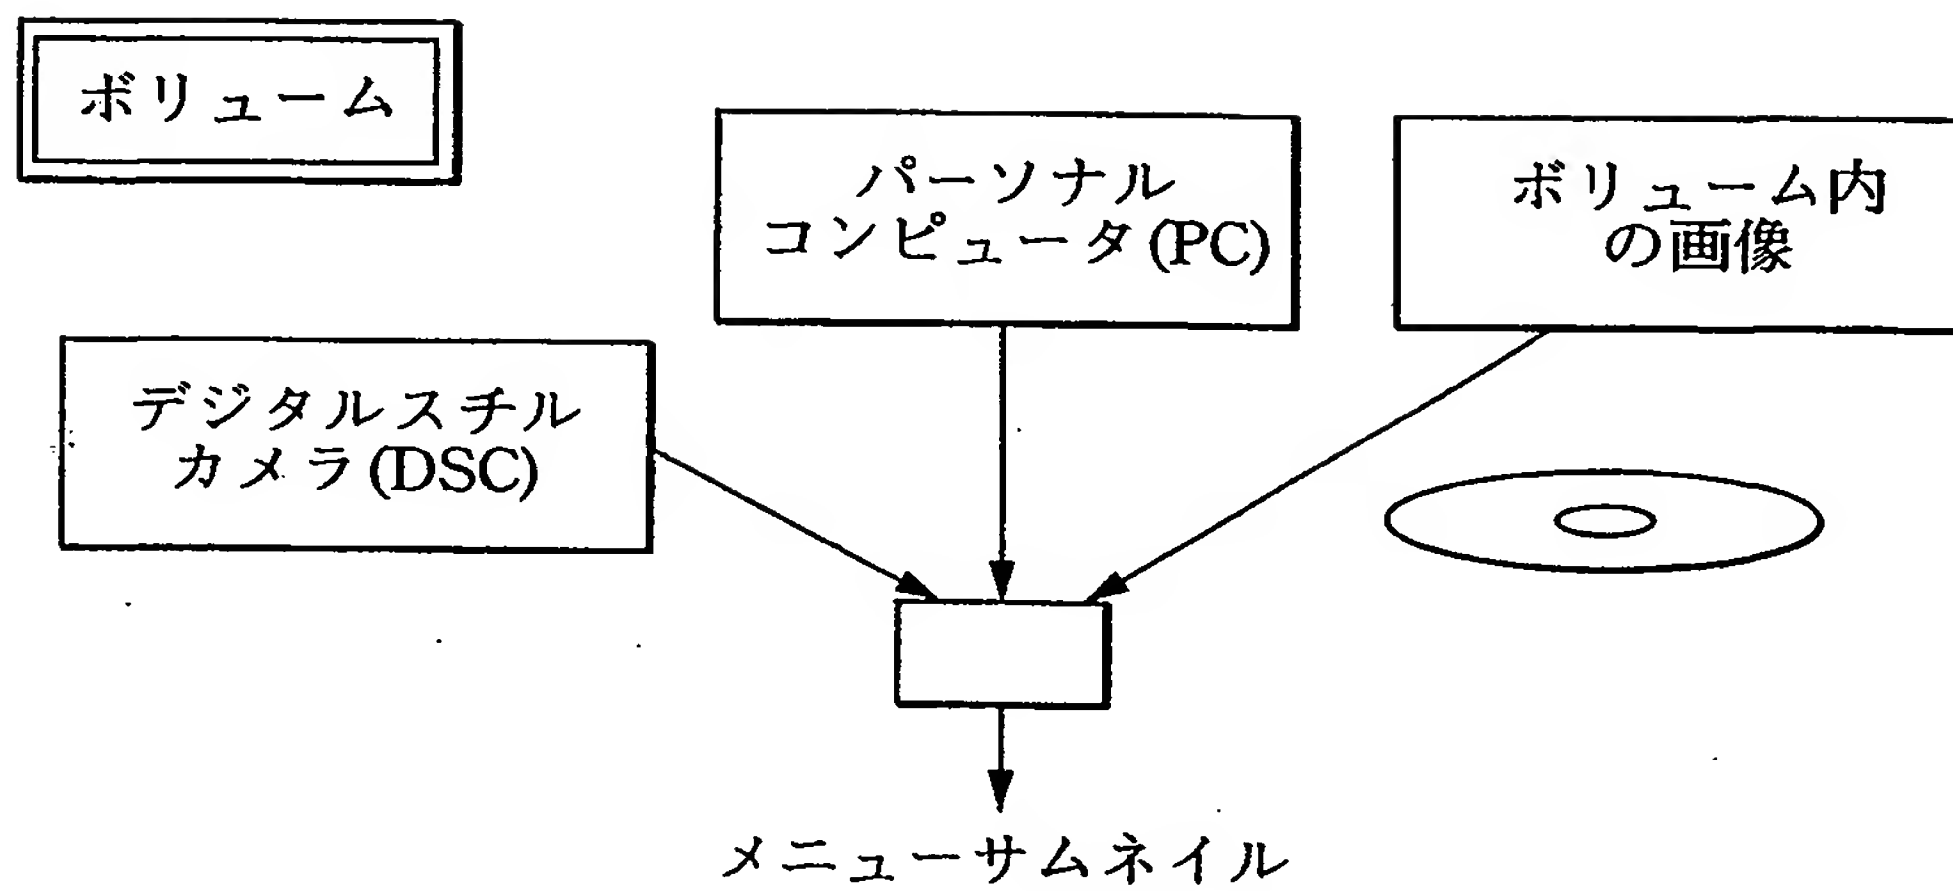 ボリューム
パーソナル
コンピュータ(PC)
ボリューム内
の画像
デジタルスチル
カメラ(DSC)
メニューサムネイル